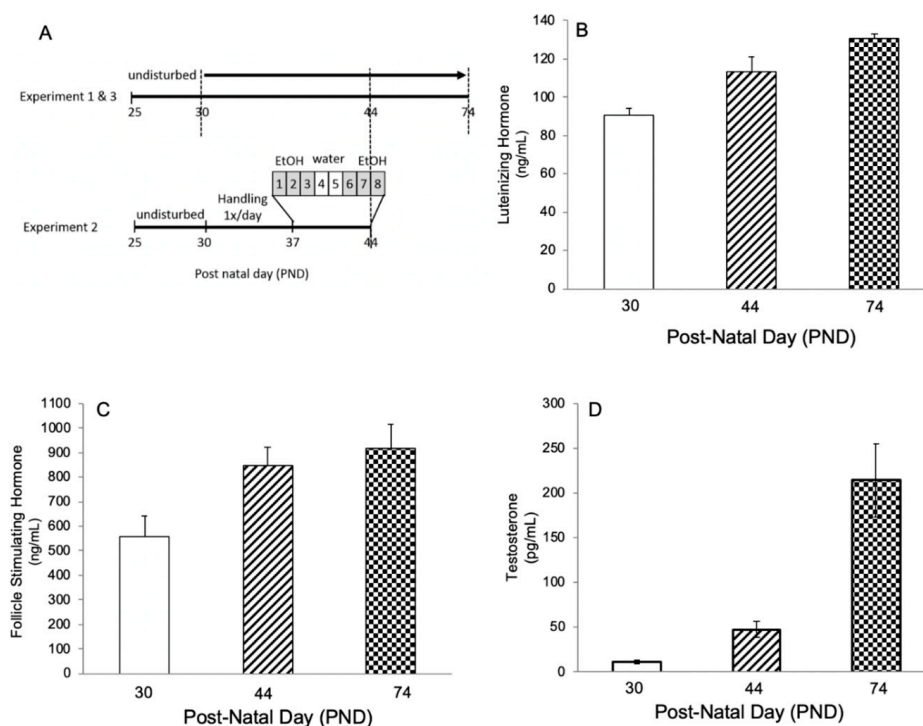 A
undisturbed
Experiment 1 & 3
25 30 44 74
EtOH water EtOH
1 2 3 4 5 6 7 8
Handling
1x/day
undisturbed
Experiment 2
25 30 37 44
Post natal day (PND)
B
140
120
100
80
60
40
20
0
Luteinizing Hormone
(ng/mL)
30 44 74
Post-Natal Day (PND)
C
1100
1000
900
800
700
600
500
400
300
200
100
0
Follicle Stimulating Hormone
(ng/mL)
30 44 74
Post-Natal Day (PND)
D
300
250
200
150
100
50
0
Testosterone
(pg/mL)
30 44 74
Post-Natal Day (PND)